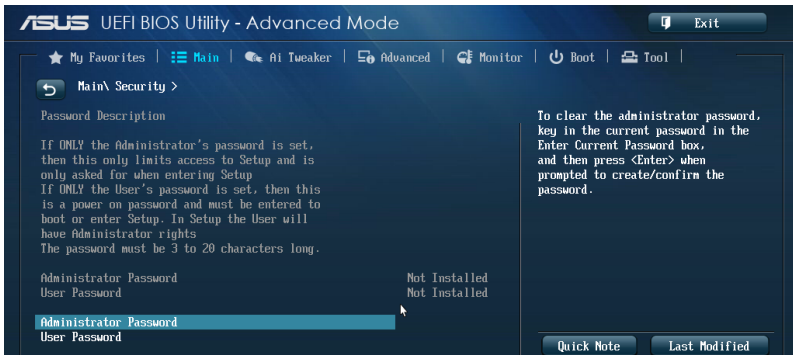 ASUS UEFI BIOS Utility - Advanced Mode
Exit
My Favorites | Main | Ai Tweaker | Advanced | Monitor | Boot | Tool |
Main\ Security >
Password Description
If ONLY the Administrator's password is set,
then this only limits access to Setup and is
only asked for when entering Setup
If ONLY the User's password is set, then this
is a power on password and must be entered to
boot or enter Setup. In Setup the User will
have Administrator rights
The password must be 3 to 20 characters long.
Administrator Password Not Installed
User Password Not Installed
Administrator Password
User Password
To clear the administrator password,
key in the current password in the
Enter Current Password box,
and then press <Enter> when
prompted to create/confirm the
password.
Quick Note
Last Modified